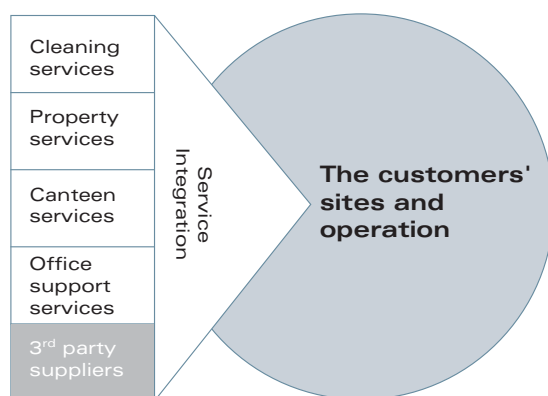 Cleaning
services
Property
services
Canteen
services
Office
support
services
3rd party
suppliers
Service
Integration
The customers'
sites and
operation